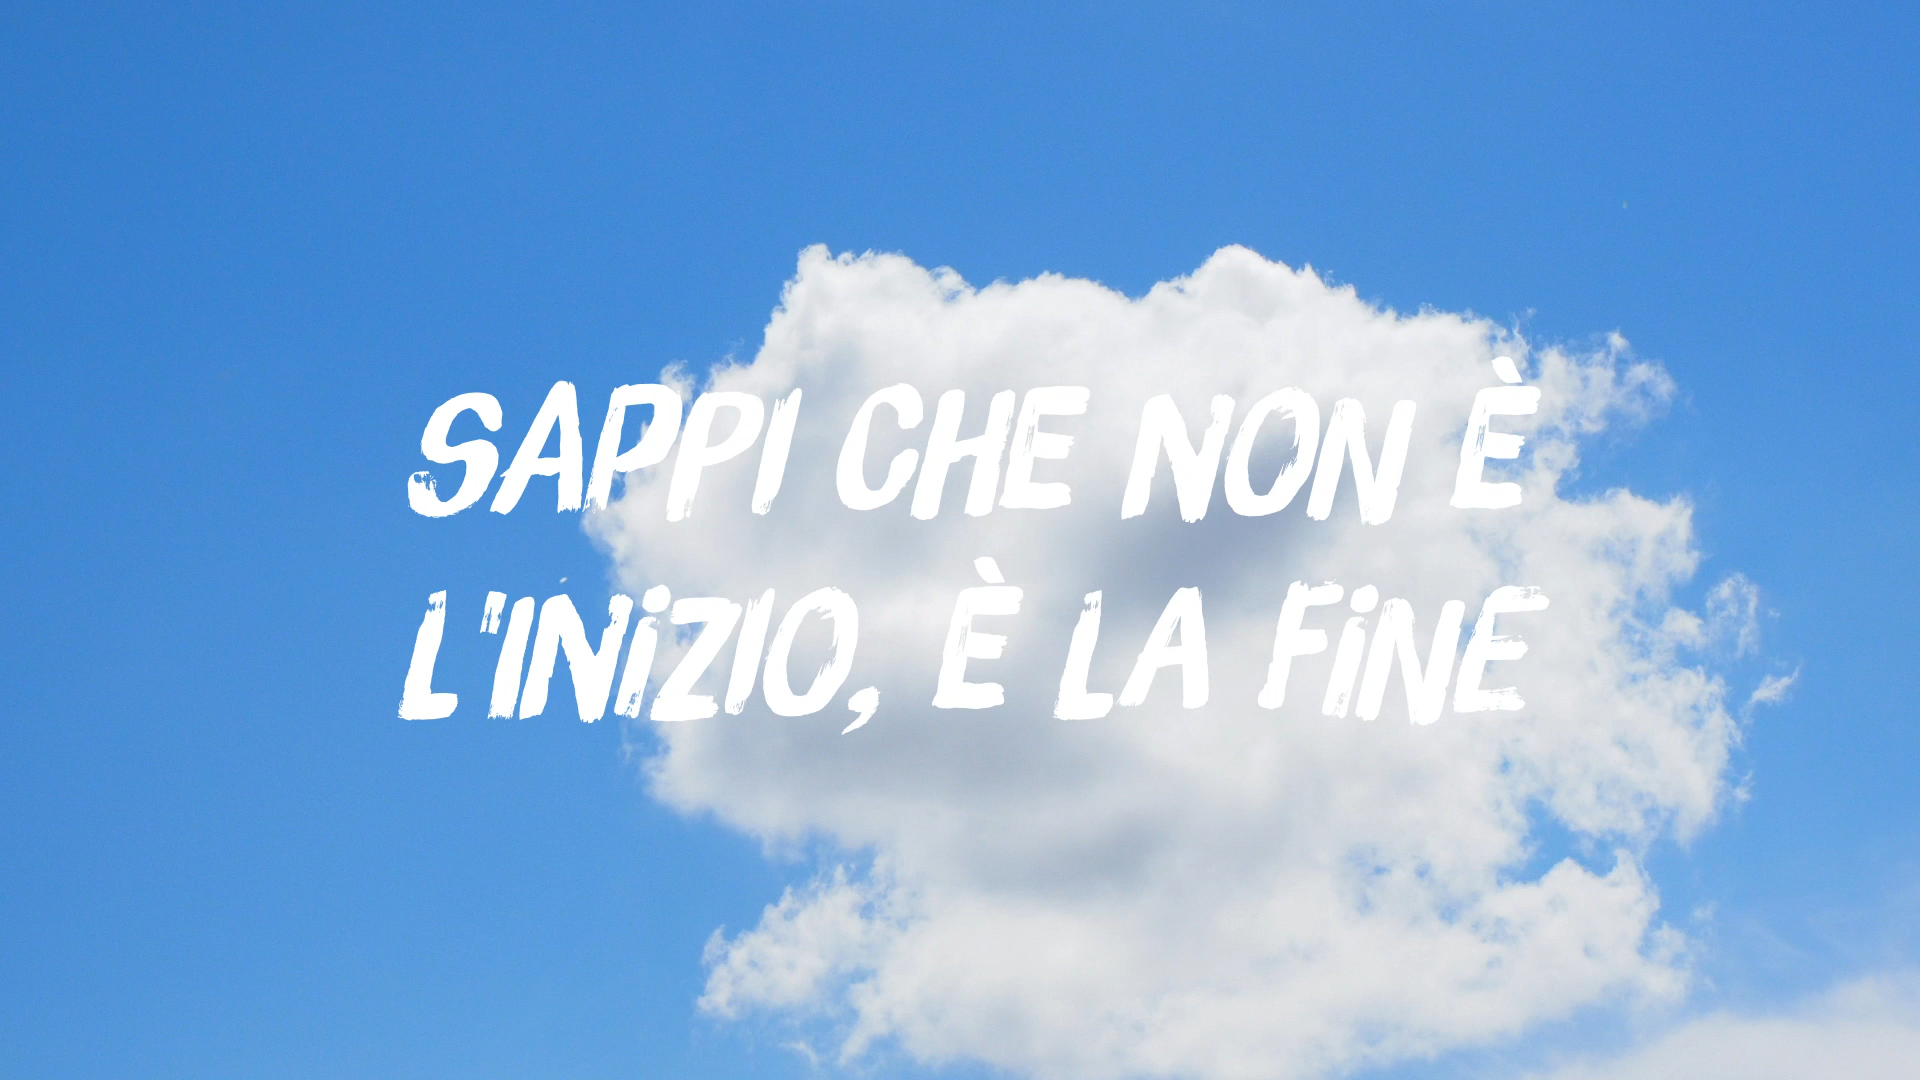 SAPPI CHE NON È
L'INIZIO, È LA FINE